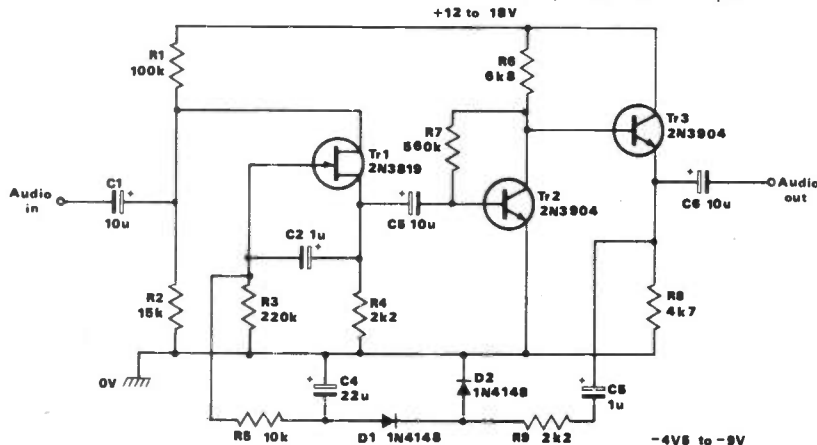 +12 to 18V
R1
100k
R6
6k8
R7
560k
Tr3
2N3904
Tr1
2N3819
Audio
in
C1
+
10u
+
C5 10u
Tr2
2N3904
+
C6 10u
Audio
out
C2 1u
+
R2
15k
R3
220k
R4
2k2
R8
4k7
0V
+
C4
22u
D2
1N4148
+
C5
1u
R5 10k
D1 1N4148
R9 2k2
-4V5 to -9V